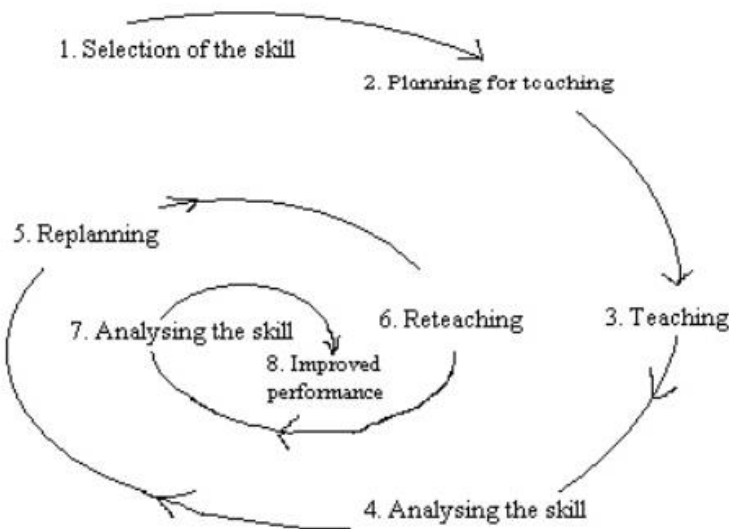 1. Selection of the skill
2. Planning for teaching
3. Teaching
4. Analysing the skill
5. Replanning
6. Reteaching
7. Analysing the skill
8. Improved
performance